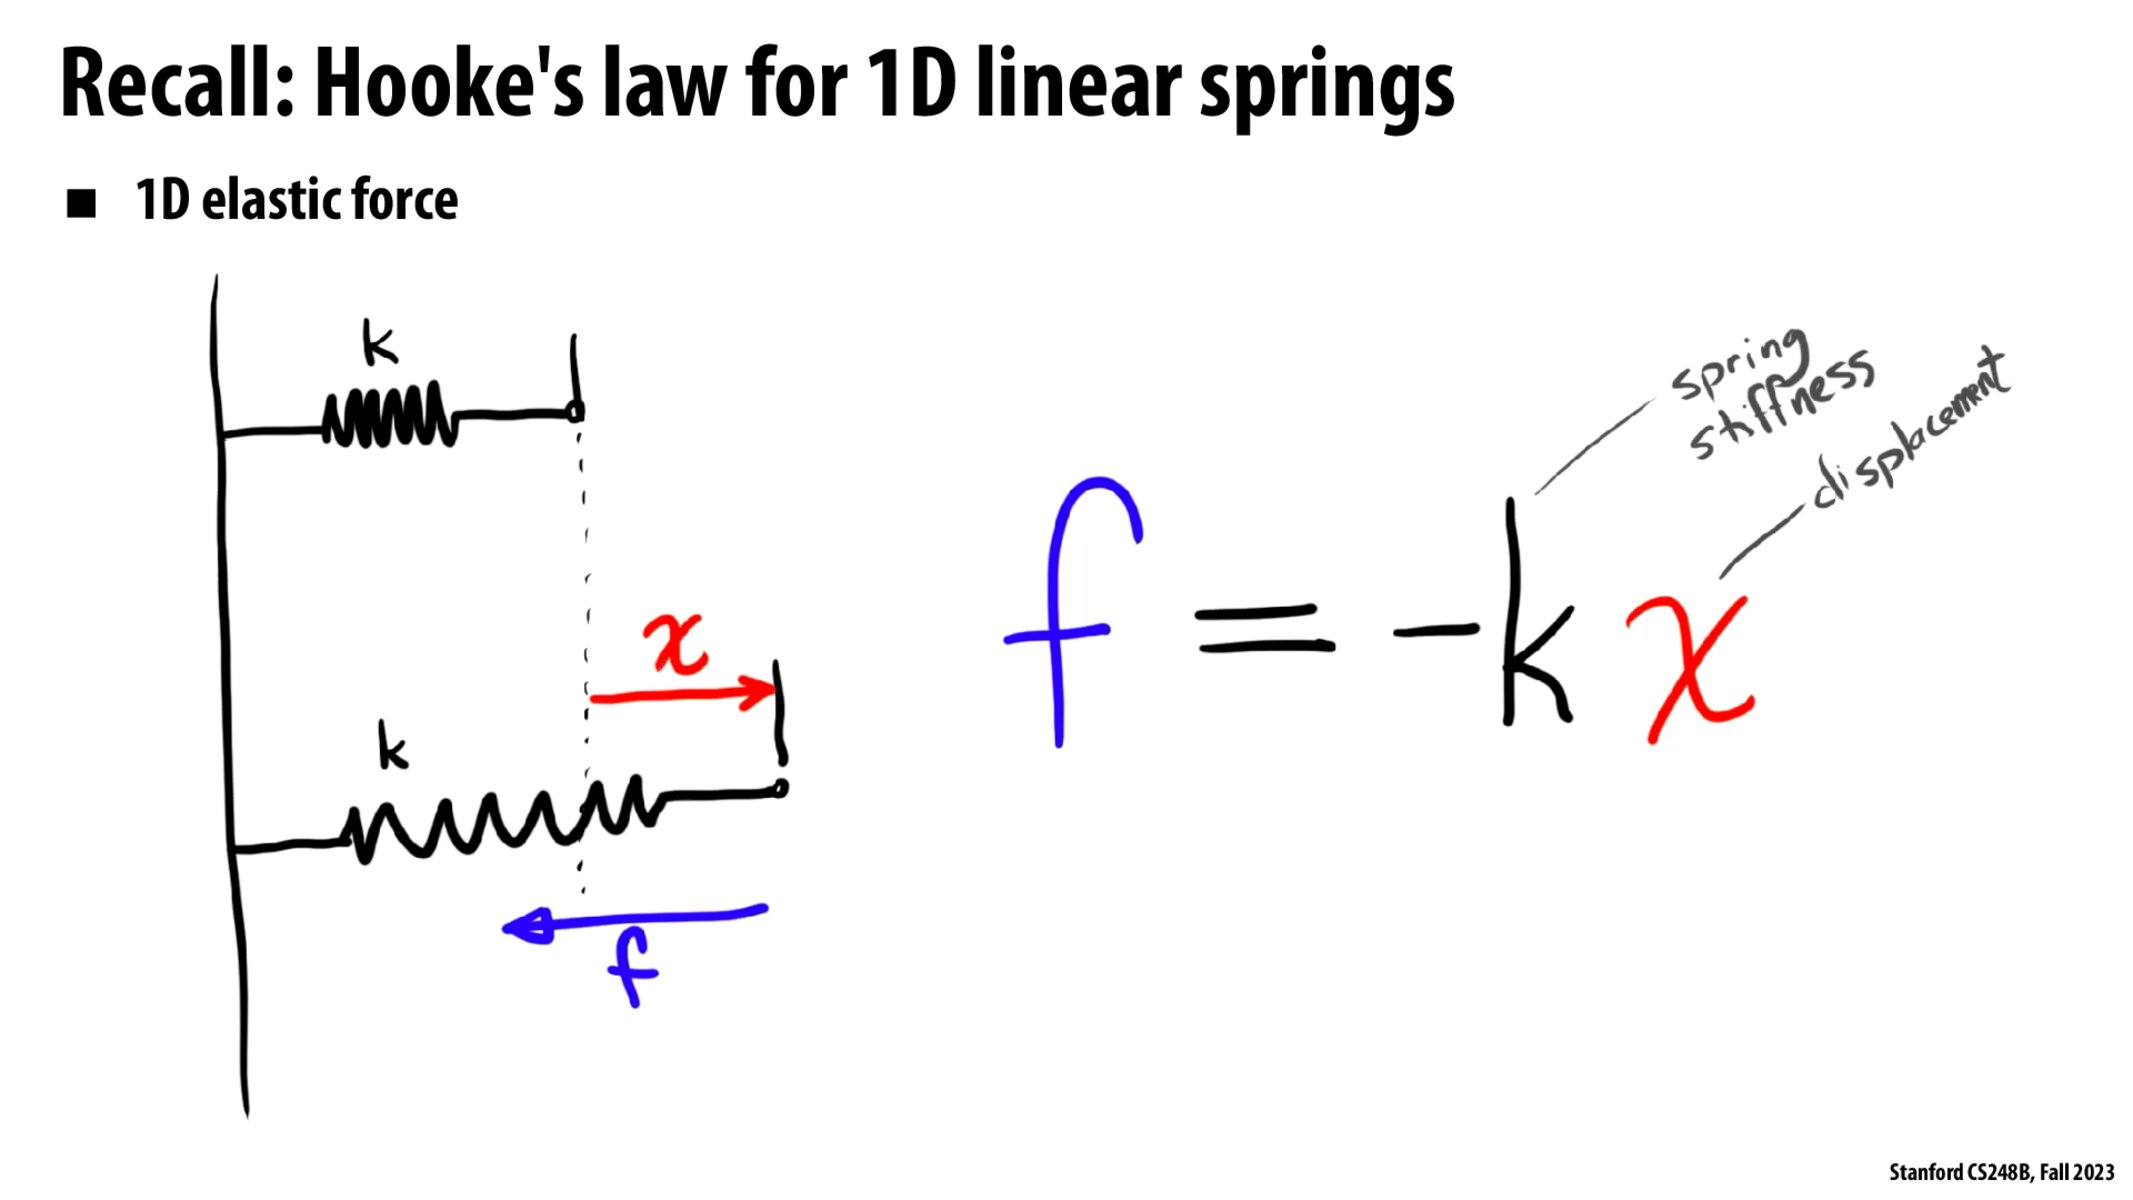 Recall: Hooke's law for 1D linear springs
■ 1D elastic force
k
x
k
f
f = -kx
spring
stiffness
displacement
Stanford CS248B, Fall 2023